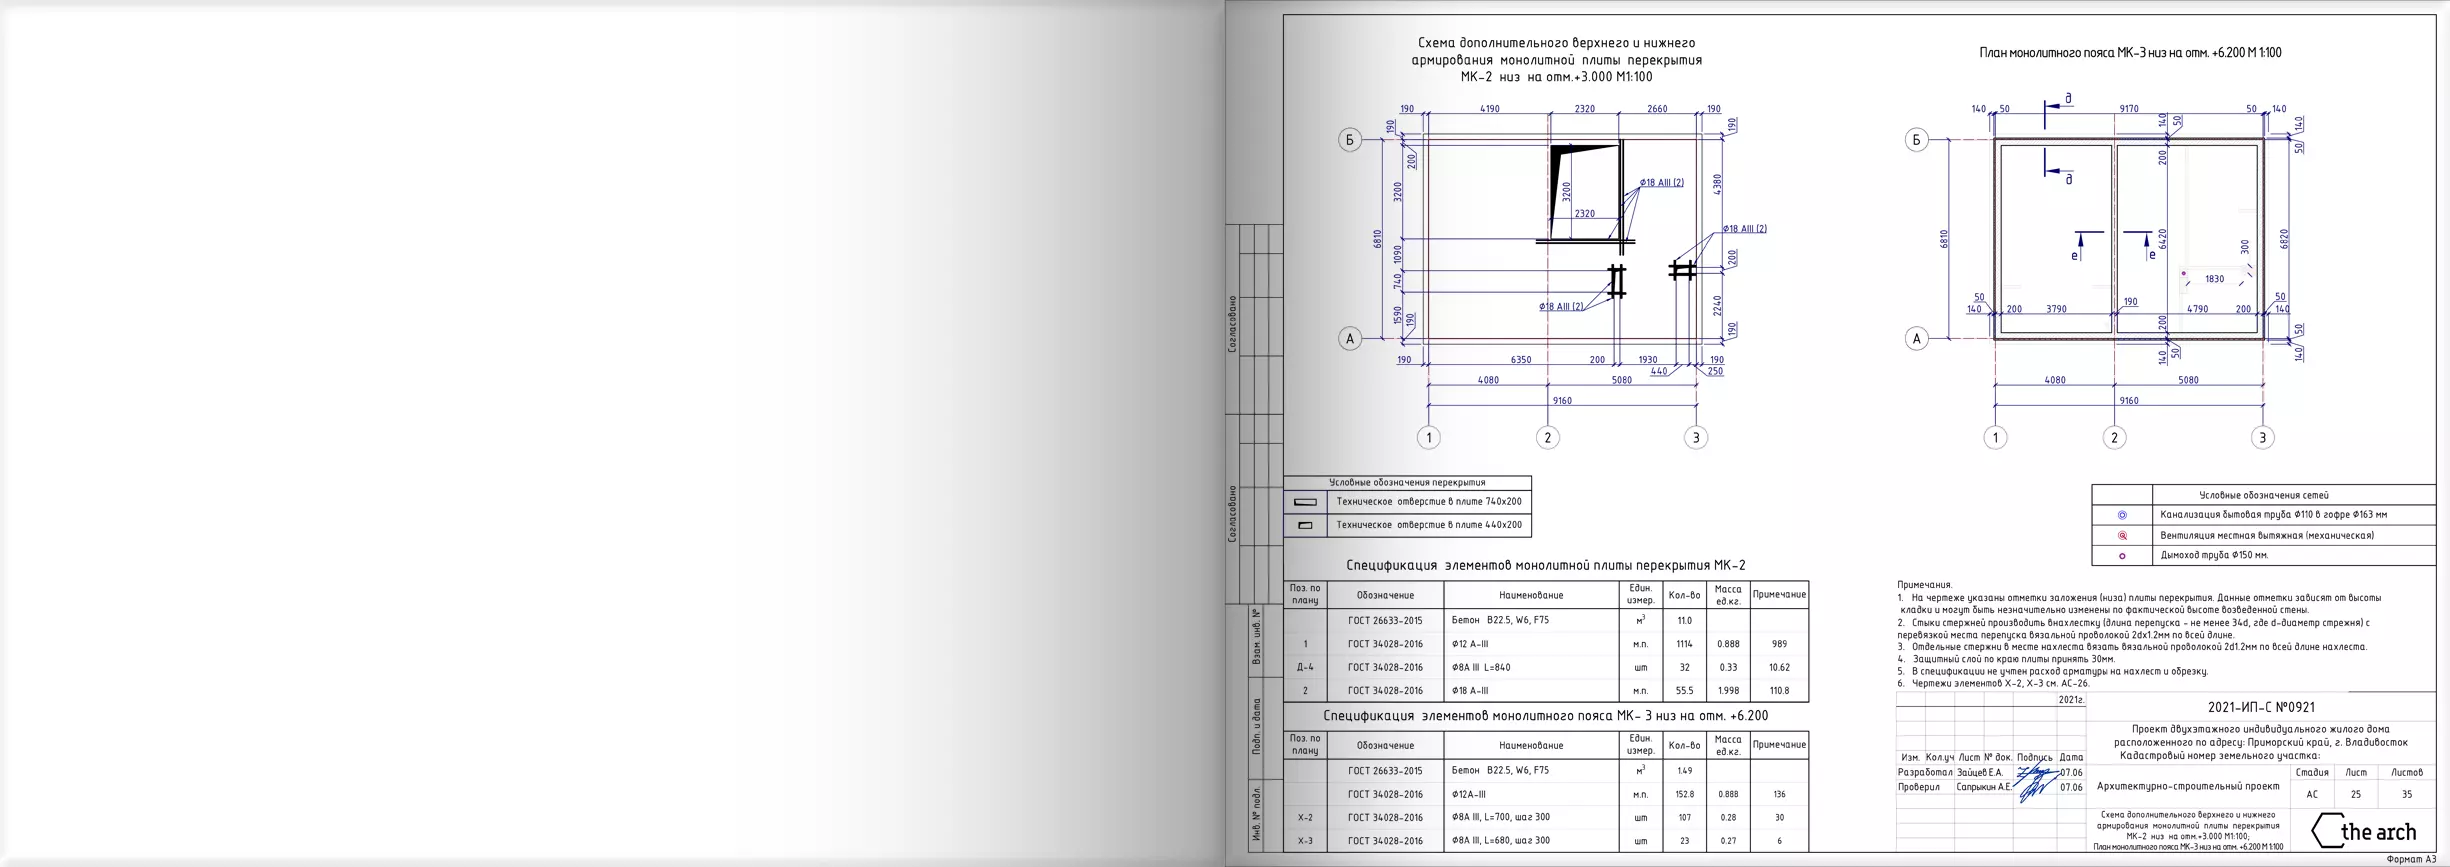 Схема дополнительного верхнего и нижнего
армирования монолитной плиты перекрытия
МК-2 низ на отм.+3.000 М1:100
190 4190 2320 2660 190
190 190
Б
200
3200
3200
2320
4380
Ф18 АIII (2)
Ф18 АIII (2)
6810
1090
200
740
Ф18 АIII (2)
1590
190
2240
190
А
190 6350 200 1930 190
440 250
4080 5080
9160
1 2 3
План монолитного пояса МК-3 низ на отм. +6.200 М 1:100
140 50 9170 50 140
д
140 50
140
50
Б
200
д
6810
6420
6820
е е
300
1830
50 190 50
140 200 3790 4790 200 140
200
50
А
140 50
140
4080 5080
9160
1 2 3
Согласовано
Согласовано
Взам. инв. №
Подп. и дата
Инв. № подл.
Условные обозначения перекрытия
Техническое отверстие в плите 740х200
Техническое отверстие в плите 440х200
Спецификация элементов монолитной плиты перекрытия МК-2
Поз. по плану Обозначение Наименование Един. измер. Кол-во Масса ед.кг. Примечание
ГОСТ 26633-2015 Бетон В22.5, W6, F75 м3 11.0
1 ГОСТ 34028-2016 Ф12 А-III м.п. 1114 0.888 989
Д-4 ГОСТ 34028-2016 Ф8А III L=840 шт 32 0.33 10.62
2 ГОСТ 34028-2016 Ф18 А-III м.п. 55.5 1.998 110.8
Спецификация элементов монолитного пояса МК- 3 низ на отм. +6.200
Поз. по плану Обозначение Наименование Един. измер. Кол-во Масса ед.кг. Примечание
ГОСТ 26633-2015 Бетон В22.5, W6, F75 м3 1.49
ГОСТ 34028-2016 Ф12А-III м.п. 152.8 0.888 136
Х-2 ГОСТ 34028-2016 Ф8А III, L=700, шаг 300 шт 107 0.28 30
Х-3 ГОСТ 34028-2016 Ф8А III, L=680, шаг 300 шт 23 0.27 6
Условные обозначения сетей
Канализация бытовая труба Ф110 в гофре Ф163 мм
Вентиляция местная вытяжная (механическая)
Дымоход труба Ф150 мм.
Примечания.
1. На чертеже указаны отметки заложения (низа) плиты перекрытия. Данные отметки зависят от высоты
кладки и могут быть незначительно изменены по фактической высоте возведенной стены.
2. Стыки стержней производить внахлестку (длина перепуска - не менее 34d, где d-диаметр стрежня) с
перевязкой места перепуска вязальной проволокой 2dх1.2мм по всей длине.
3. Отдельные стержни в месте нахлеста вязать вязальной проволокой 2d1.2мм по всей длине нахлеста.
4. Защитный слой по краю плиты принять 30мм.
5. В спецификации не учтен расход арматуры на нахлест и обрезку.
6. Чертежи элементов Х-2, Х-3 см. АС-26.
2021г.
2021-ИП-С №0921
Проект двухэтажного индивидуального жилого дома
расположенного по адресу: Приморский край, г. Владивосток
Кадастровый номер земельного участка:
Изм. Кол.уч Лист № док. Подпись Дата
Разработал Зайцев Е.А. 07.06
Проверил Сапрыкин А.Е. 07.06
Архитектурно-строительный проект
Стадия Лист Листов
АС 25 35
Схема дополнительного верхнего и нижнего
армирования монолитной плиты перекрытия
МК-2 низ на отм.+3.000 М1:100;
План монолитного пояса МК-3 низ на отм. +6.200 М 1:100
the arch
Формат А3